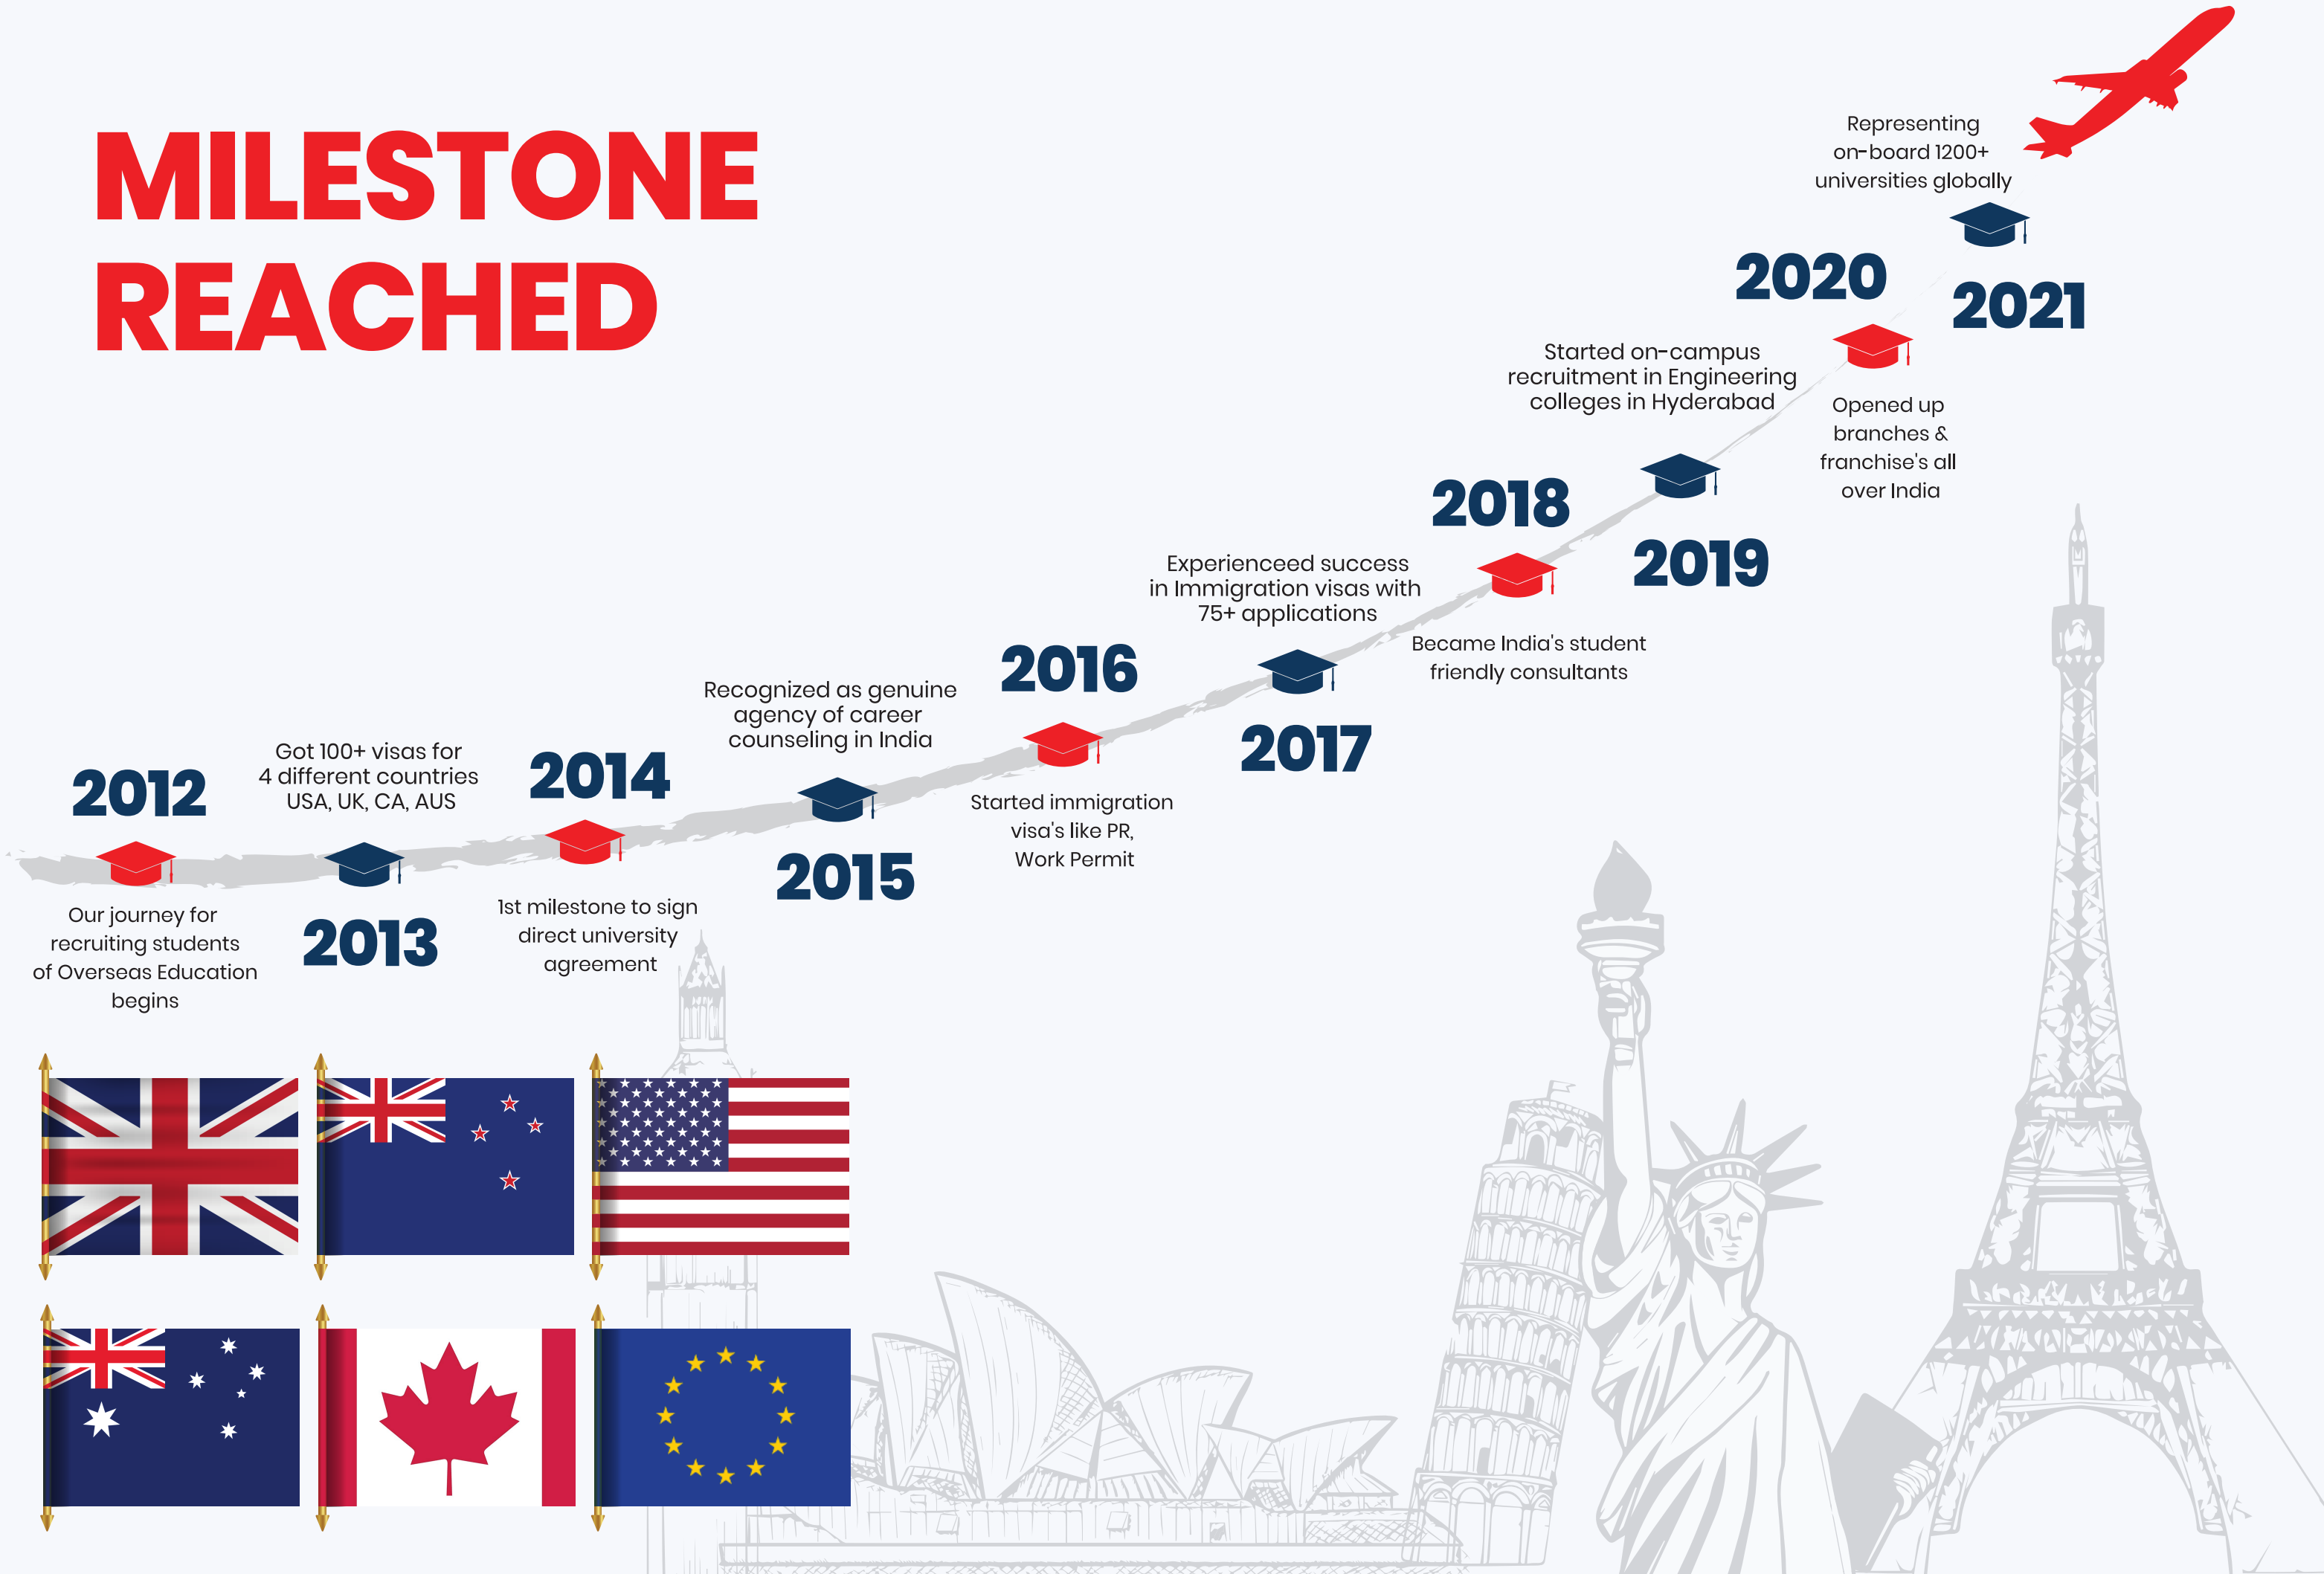 MILESTONE
REACHED
2012
Our journey for
recruiting students
of Overseas Education
begins
Got 100+ visas for
4 different countries
USA, UK, CA, AUS
2013
2014
1st milestone to sign
direct university
agreement
Recognized as genuine
agency of career
counseling in India
2015
2016
Started immigration
visa's like PR,
Work Permit
Experienceed success
in Immigration visas with
75+ applications
2017
2018
Became India's student
friendly consultants
Started on-campus
recruitment in Engineering
colleges in Hyderabad
2019
2020
Opened up
branches &
franchise's all
over India
Representing
on-board 1200+
universities globally
2021